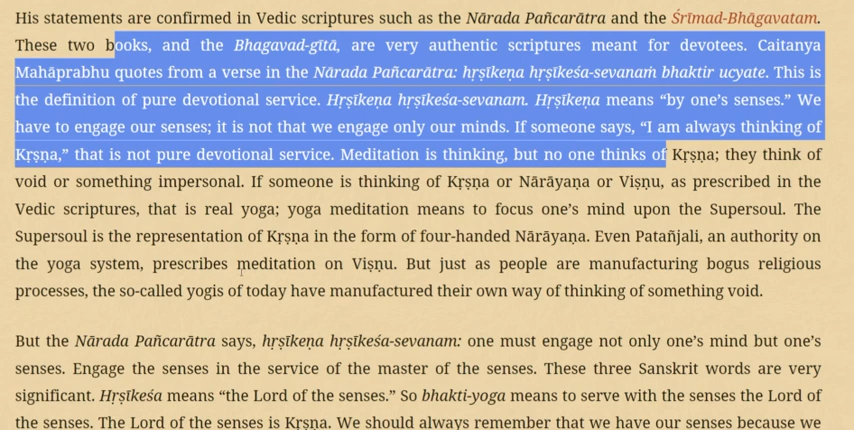 His statements are confirmed in Vedic scriptures such as the Nārada Pañcarātra and the Śrīmad-Bhāgavatam.
These two books, and the Bhagavad-gītā, are very authentic scriptures meant for devotees. Caitanya
Mahāprabhu quotes from a verse in the Nārada Pañcarātra: hṛṣīkeṇa hṛṣīkeśa-sevanaṁ bhaktir ucyate. This is
the definition of pure devotional service. Hṛṣīkeṇa hṛṣīkeśa-sevanam. Hṛṣīkeṇa means “by one’s senses.” We
have to engage our senses; it is not that we engage only our minds. If someone says, “I am always thinking of
Kṛṣṇa,” that is not pure devotional service. Meditation is thinking, but no one thinks of Kṛṣṇa; they think of
void or something impersonal. If someone is thinking of Kṛṣṇa or Nārāyaṇa or Viṣṇu, as prescribed in the
Vedic scriptures, that is real yoga; yoga meditation means to focus one’s mind upon the Supersoul. The
Supersoul is the representation of Kṛṣṇa in the form of four-handed Nārāyaṇa. Even Patañjali, an authority on
the yoga system, prescribes meditation on Viṣṇu. But just as people are manufacturing bogus religious
processes, the so-called yogis of today have manufactured their own way of thinking of something void.
But the Nārada Pañcarātra says, hṛṣīkeṇa hṛṣīkeśa-sevanam: one must engage not only one’s mind but one’s
senses. Engage the senses in the service of the master of the senses. These three Sanskrit words are very
significant. Hṛṣīkeśa means “the Lord of the senses.” So bhakti-yoga means to serve with the senses the Lord of
the senses. The Lord of the senses is Kṛṣṇa. We should always remember that we have our senses because we